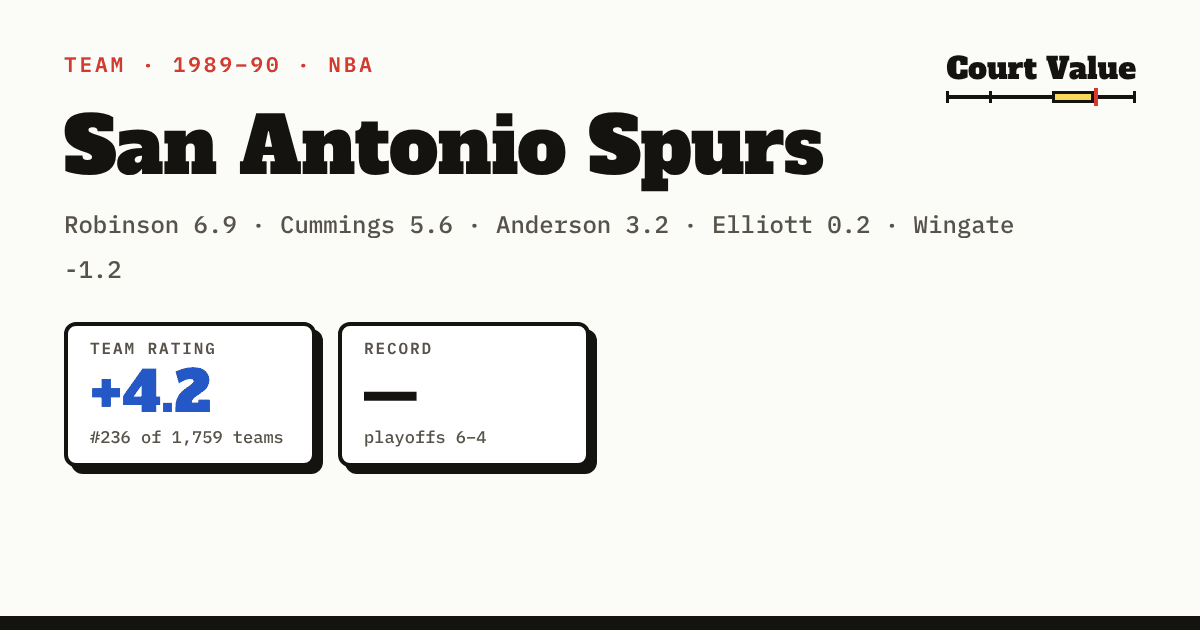 TEAM · 1989–90 · NBA
Court Value
San Antonio Spurs
Robinson 6.9 · Cummings 5.6 · Anderson 3.2 · Elliott 0.2 · Wingate
-1.2
TEAM RATING
+4.2
#236 of 1,759 teams
RECORD
—
playoffs 6–4